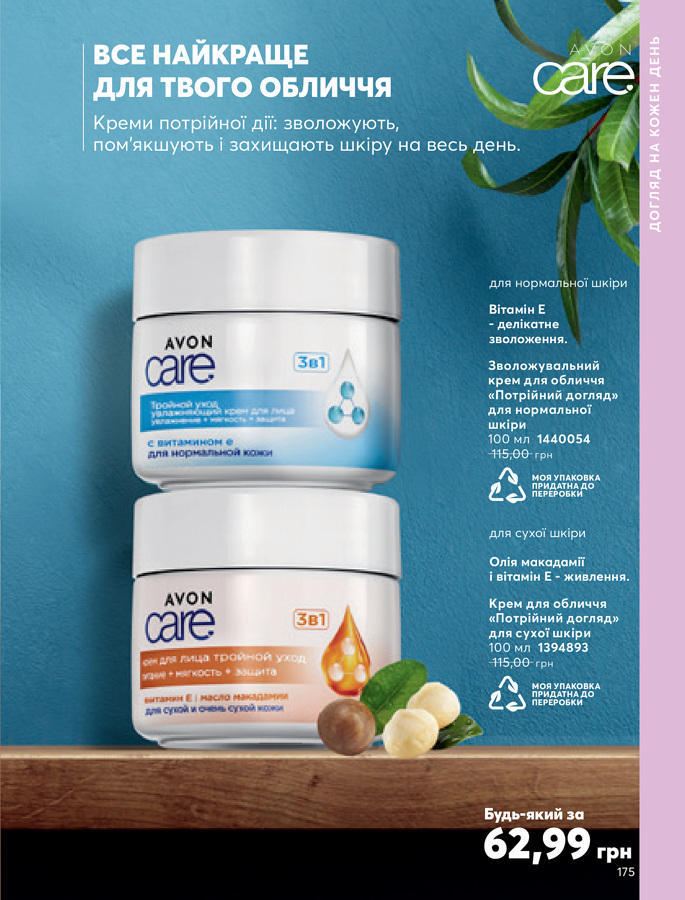 ВСЕ НАЙКРАЩЕ
ДЛЯ ТВОГО ОБЛИЧЧЯ
Креми потрійної дії: зволожують,
пом'якшують і захищають шкіру на весь день.
AVON
care
ДОГЛЯД НА КОЖЕН ДЕНЬ
AVON
care
3в1
Тройной уход
увлажняющий крем для лица
увлажнение + мягкость + защита
с витамином е
для нормальной кожи
AVON
care
3в1
крем для лица тройной уход
питание + мягкость + защита
витамин Е | масло макадамии
для сухой и очень сухой кожи
для нормальної шкіри
Вітамін Е
- делікатне
зволоження.
Зволожувальний
крем для обличчя
«Потрійний догляд»
для нормальної
шкіри
100 мл 1440054
115,00 грн
МОЯ УПАКОВКА
ПРИДАТНА ДО
ПЕРЕРОБКИ
для сухої шкіри
Олія макадамії
і вітамін Е - живлення.
Крем для обличчя
«Потрійний догляд»
для сухої шкіри
100 мл 1394893
115,00 грн
МОЯ УПАКОВКА
ПРИДАТНА ДО
ПЕРЕРОБКИ
Будь-який за
62,99 грн
175